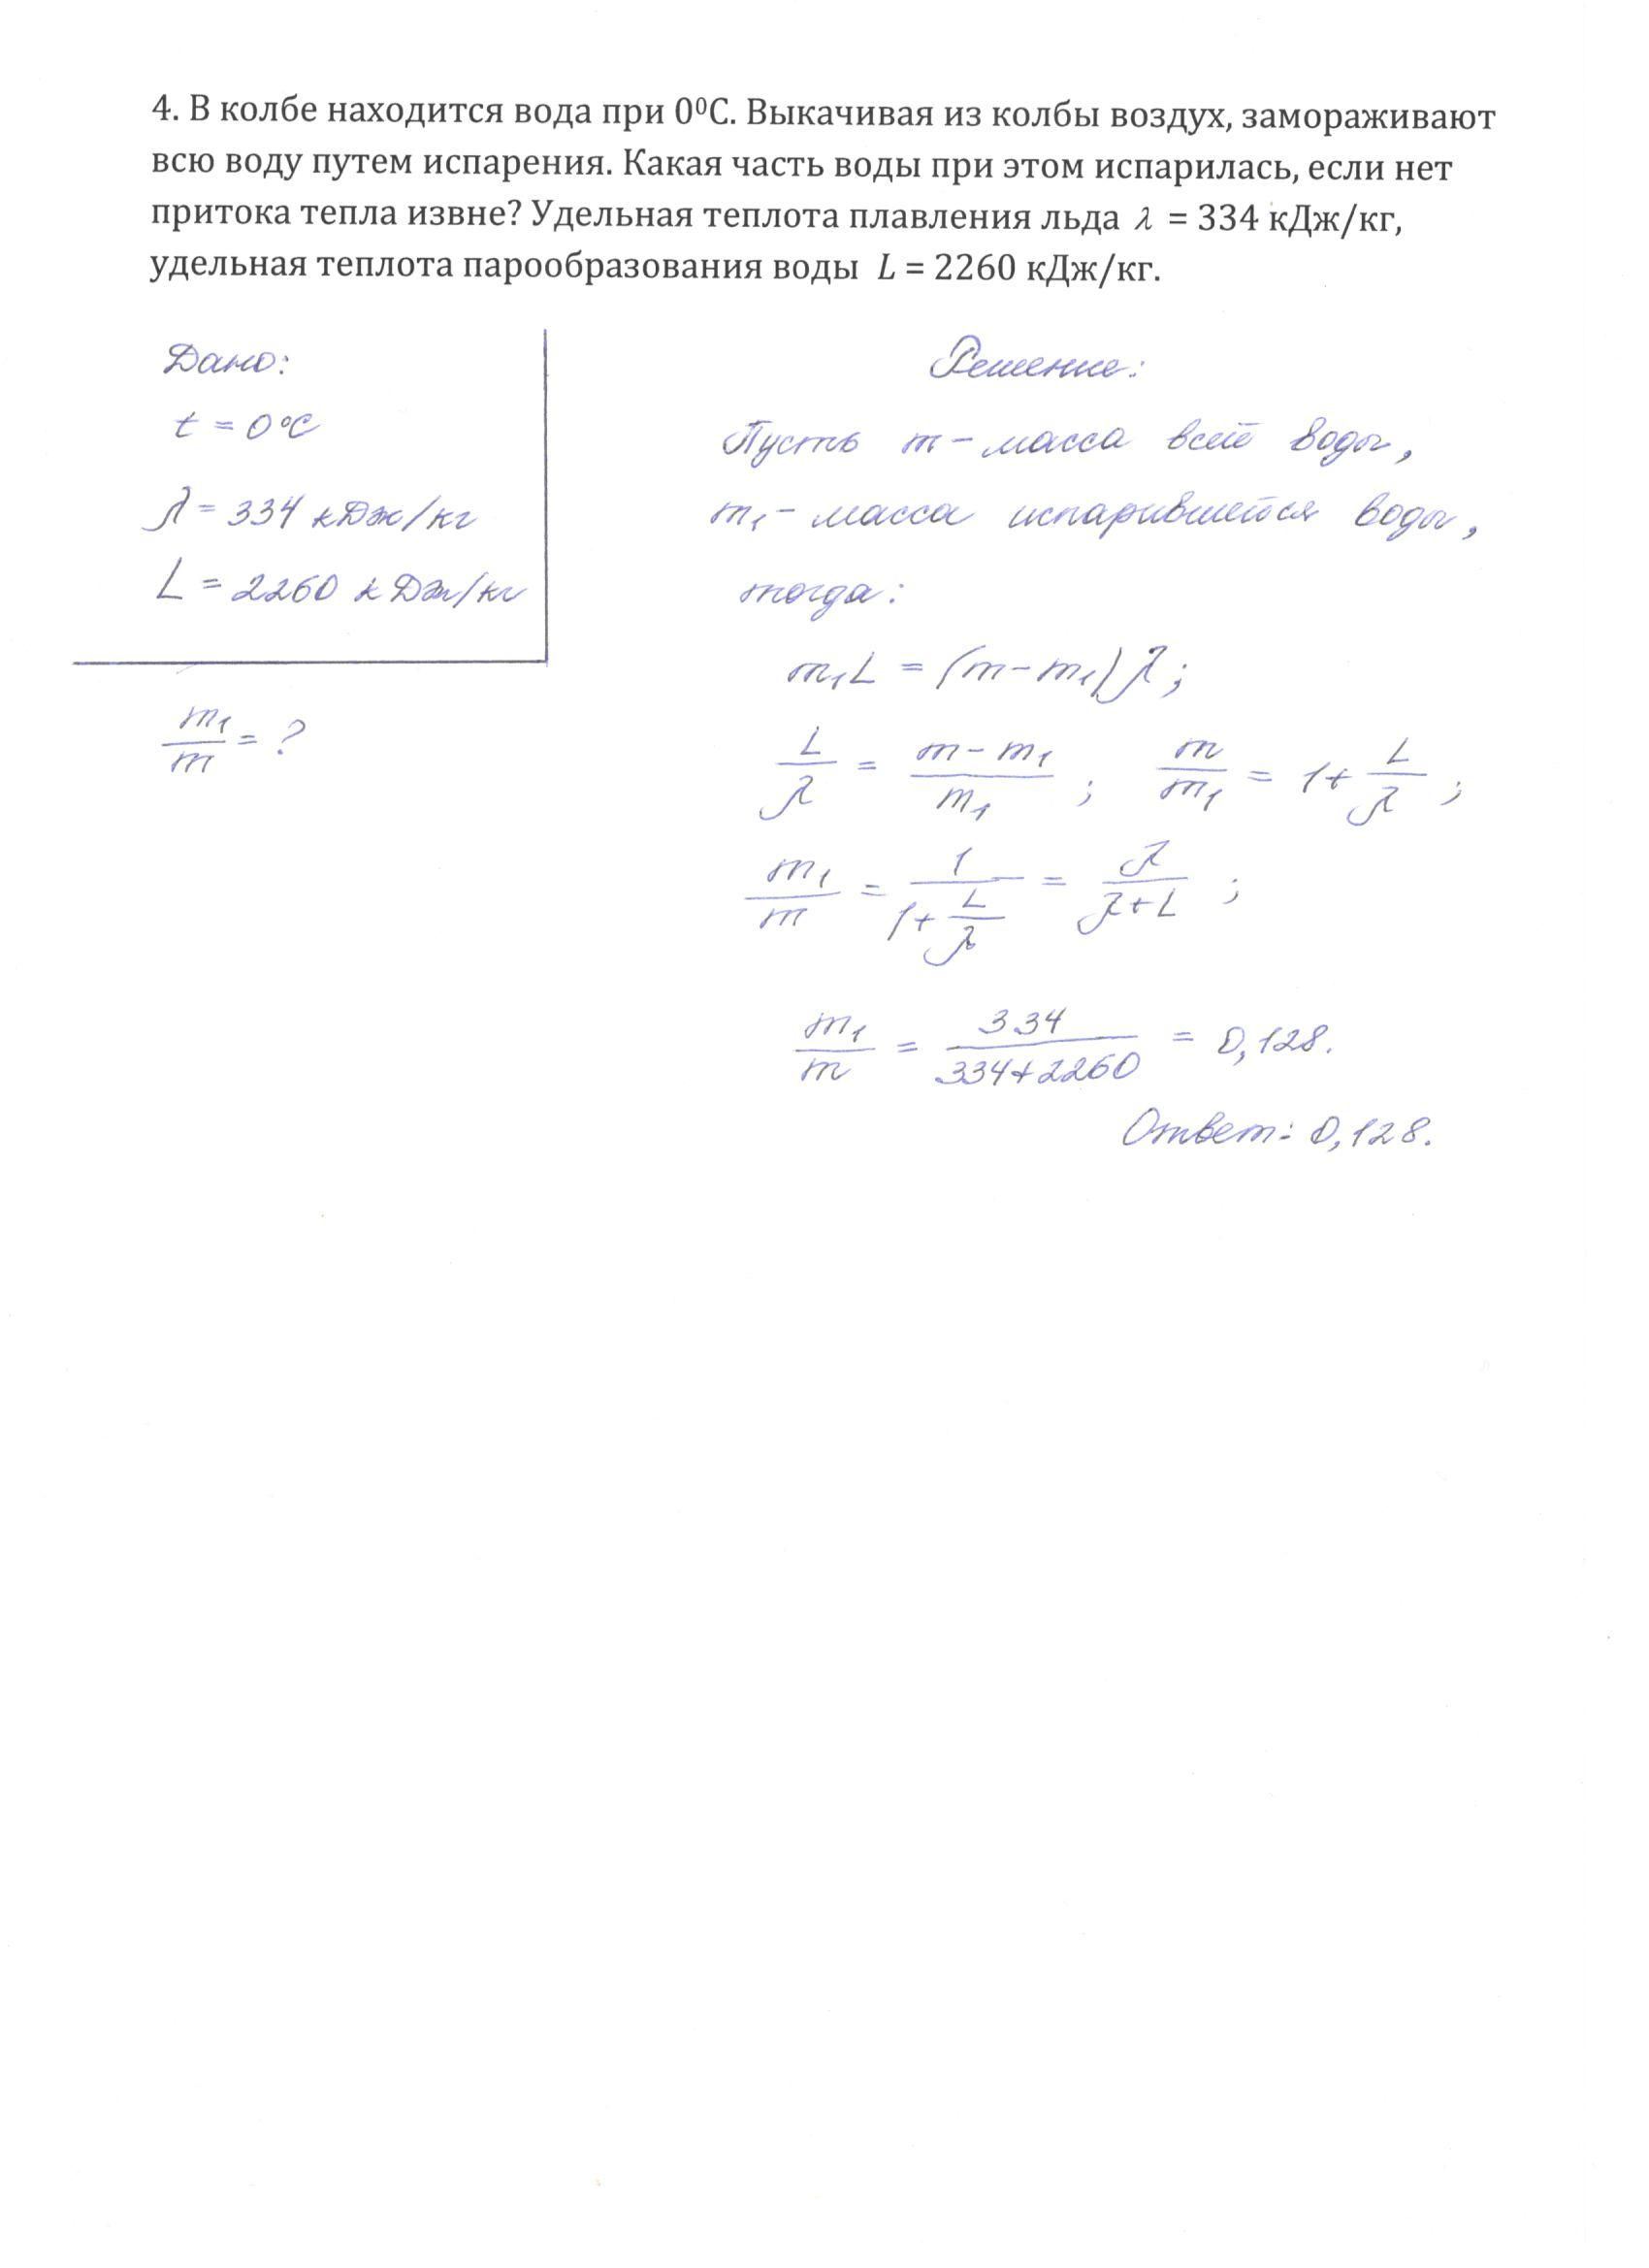 4. В колбе находится вода при 0⁰С. Выкачивая из колбы воздух, замораживают
всю воду путем испарения. Какая часть воды при этом испарилась, если нет
притока тепла извне? Удельная теплота плавления льда λ = 334 кДж/кг,
удельная теплота парообразования воды L = 2260 кДж/кг.
Дано:
t = 0°C
λ = 334 кДж/кг
L = 2260 кДж/кг
m₁/m = ?
Решение:
Пусть m - масса всей воды,
m₁ - масса испарившейся воды,
тогда:
m₁L = (m - m₁)λ;
L/λ = (m - m₁)/m₁ ; m/m₁ = 1 + L/λ ;
m₁/m = 1/(1 + L/λ) = λ/(λ + L) ;
m₁/m = 334/(334 + 2260) = 0,128.
Ответ: 0,128.